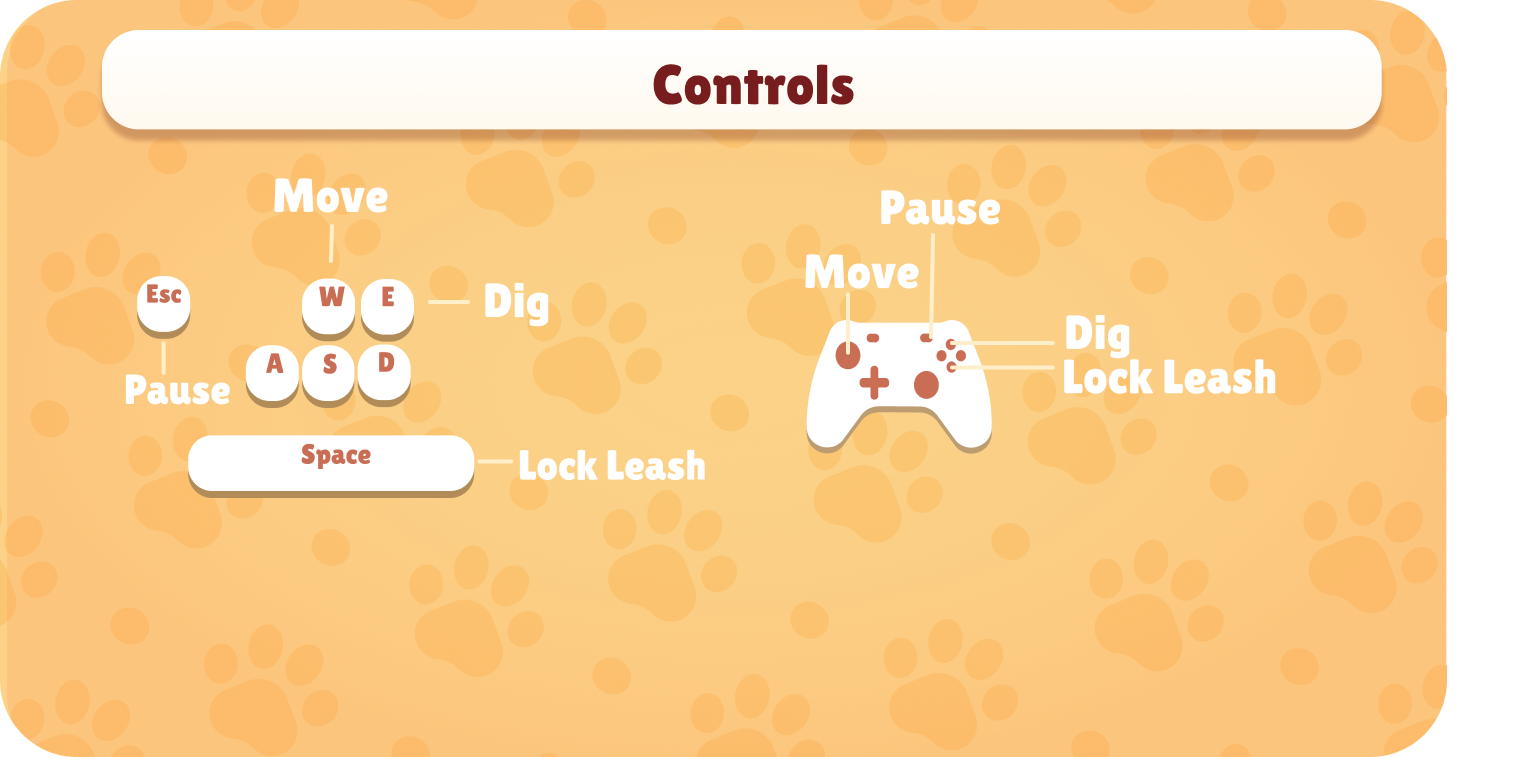 Controls
Move
Esc
W
E
Dig
A
S
D
Pause
Space
Lock Leash
Pause
Move
Dig
Lock Leash